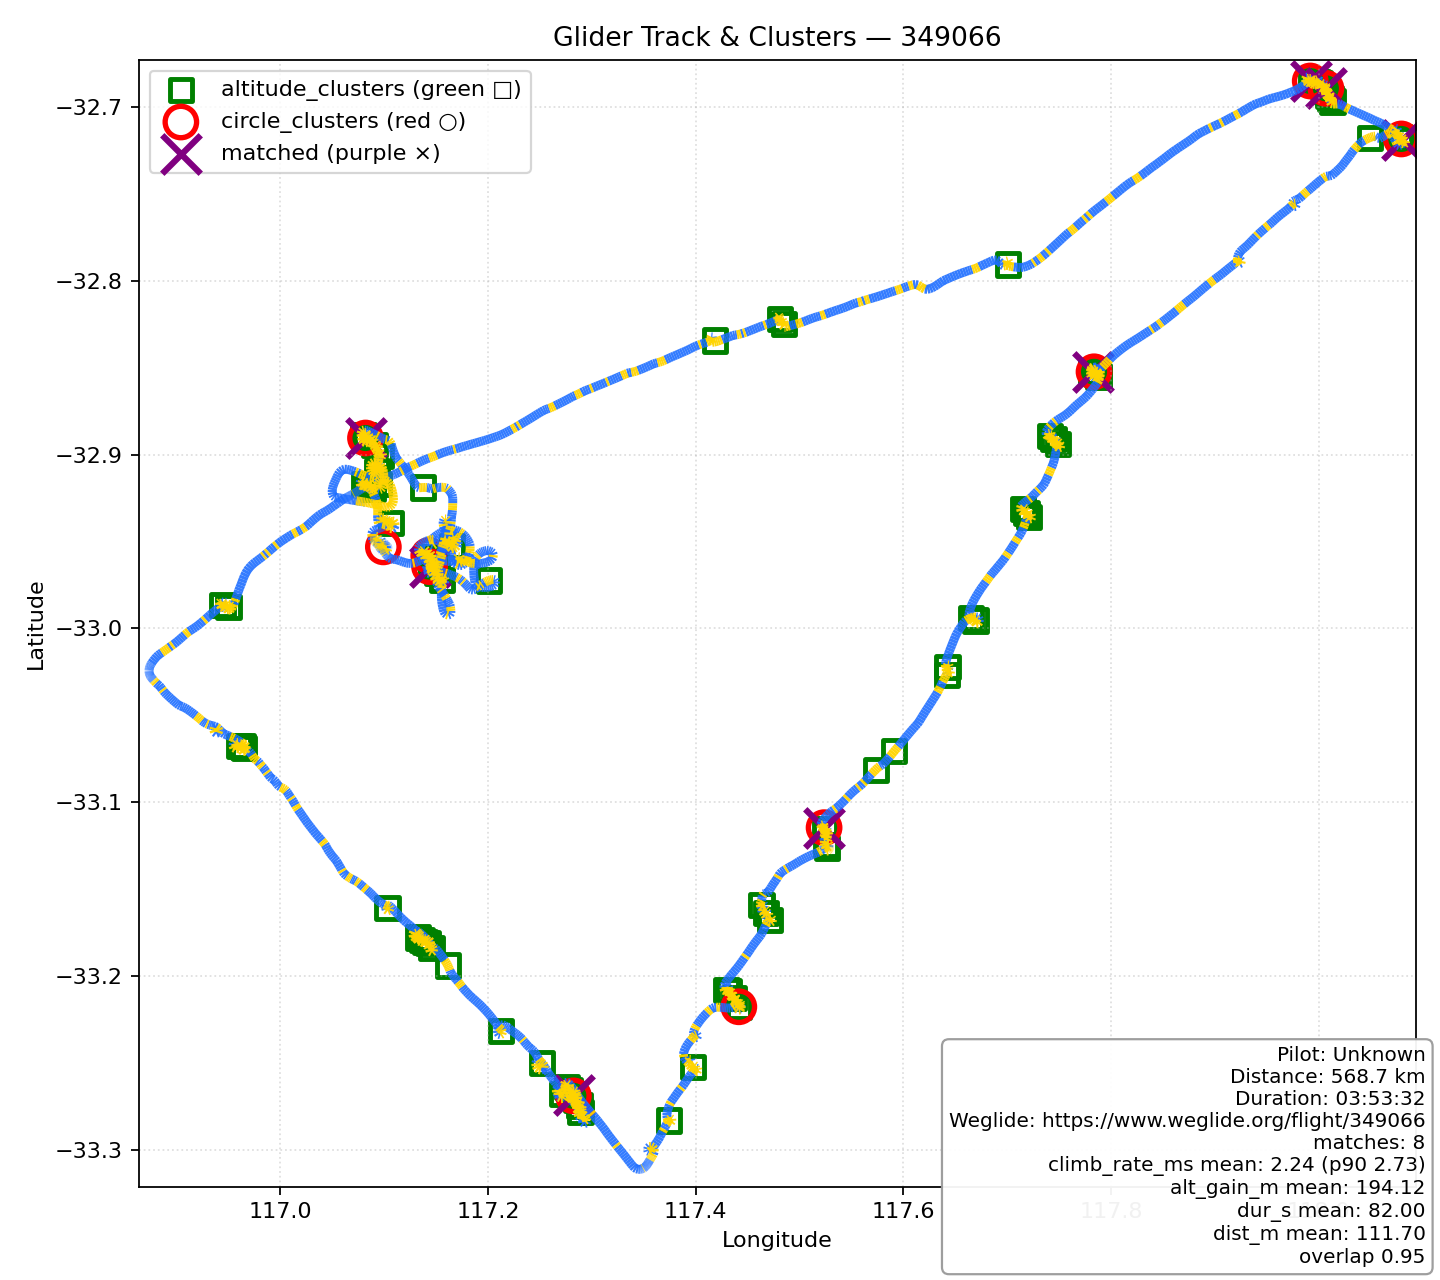 Glider Track & Clusters — 349066
altitude_clusters (green □)
circle_clusters (red ○)
matched (purple ×)
−32.7
−32.8
−32.9
−33.0
−33.1
−33.2
−33.3
Latitude
117.0
117.2
117.4
117.6
117.8
Longitude
Pilot: Unknown
Distance: 568.7 km
Duration: 03:53:32
Weglide: https://www.weglide.org/flight/349066
matches: 8
climb_rate_ms mean: 2.24 (p90 2.73)
alt_gain_m mean: 194.12
dur_s mean: 82.00
dist_m mean: 111.70
overlap 0.95